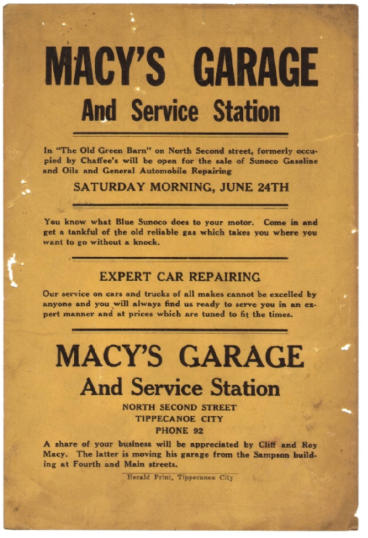 MACY'S GARAGE
And Service Station
In "The Old Green Barn" on North Second street, formerly occu-
pied by Chaffee's will be open for the sale of Sunoco Gasoline
and Oils and General Automobile Repairing
SATURDAY MORNING, JUNE 24TH
You know what Blue Sunoco does to your motor. Come in and
get a tankful of the old reliable gas which takes you where you
want to go without a knock.
EXPERT CAR REPAIRING
Our service on cars and trucks of all makes cannot be excelled by
anyone and you will always find us ready to serve you in an ex-
pert manner and at prices which are tuned to fit the times.
MACY'S GARAGE
And Service Station
NORTH SECOND STREET
TIPPECANOE CITY
PHONE 92
A share of your business will be appreciated by Cliff and Roy
Macy. The latter is moving his garage from the Sampson build-
ing at Fourth and Main streets.
Herald Print, Tippecanoe City